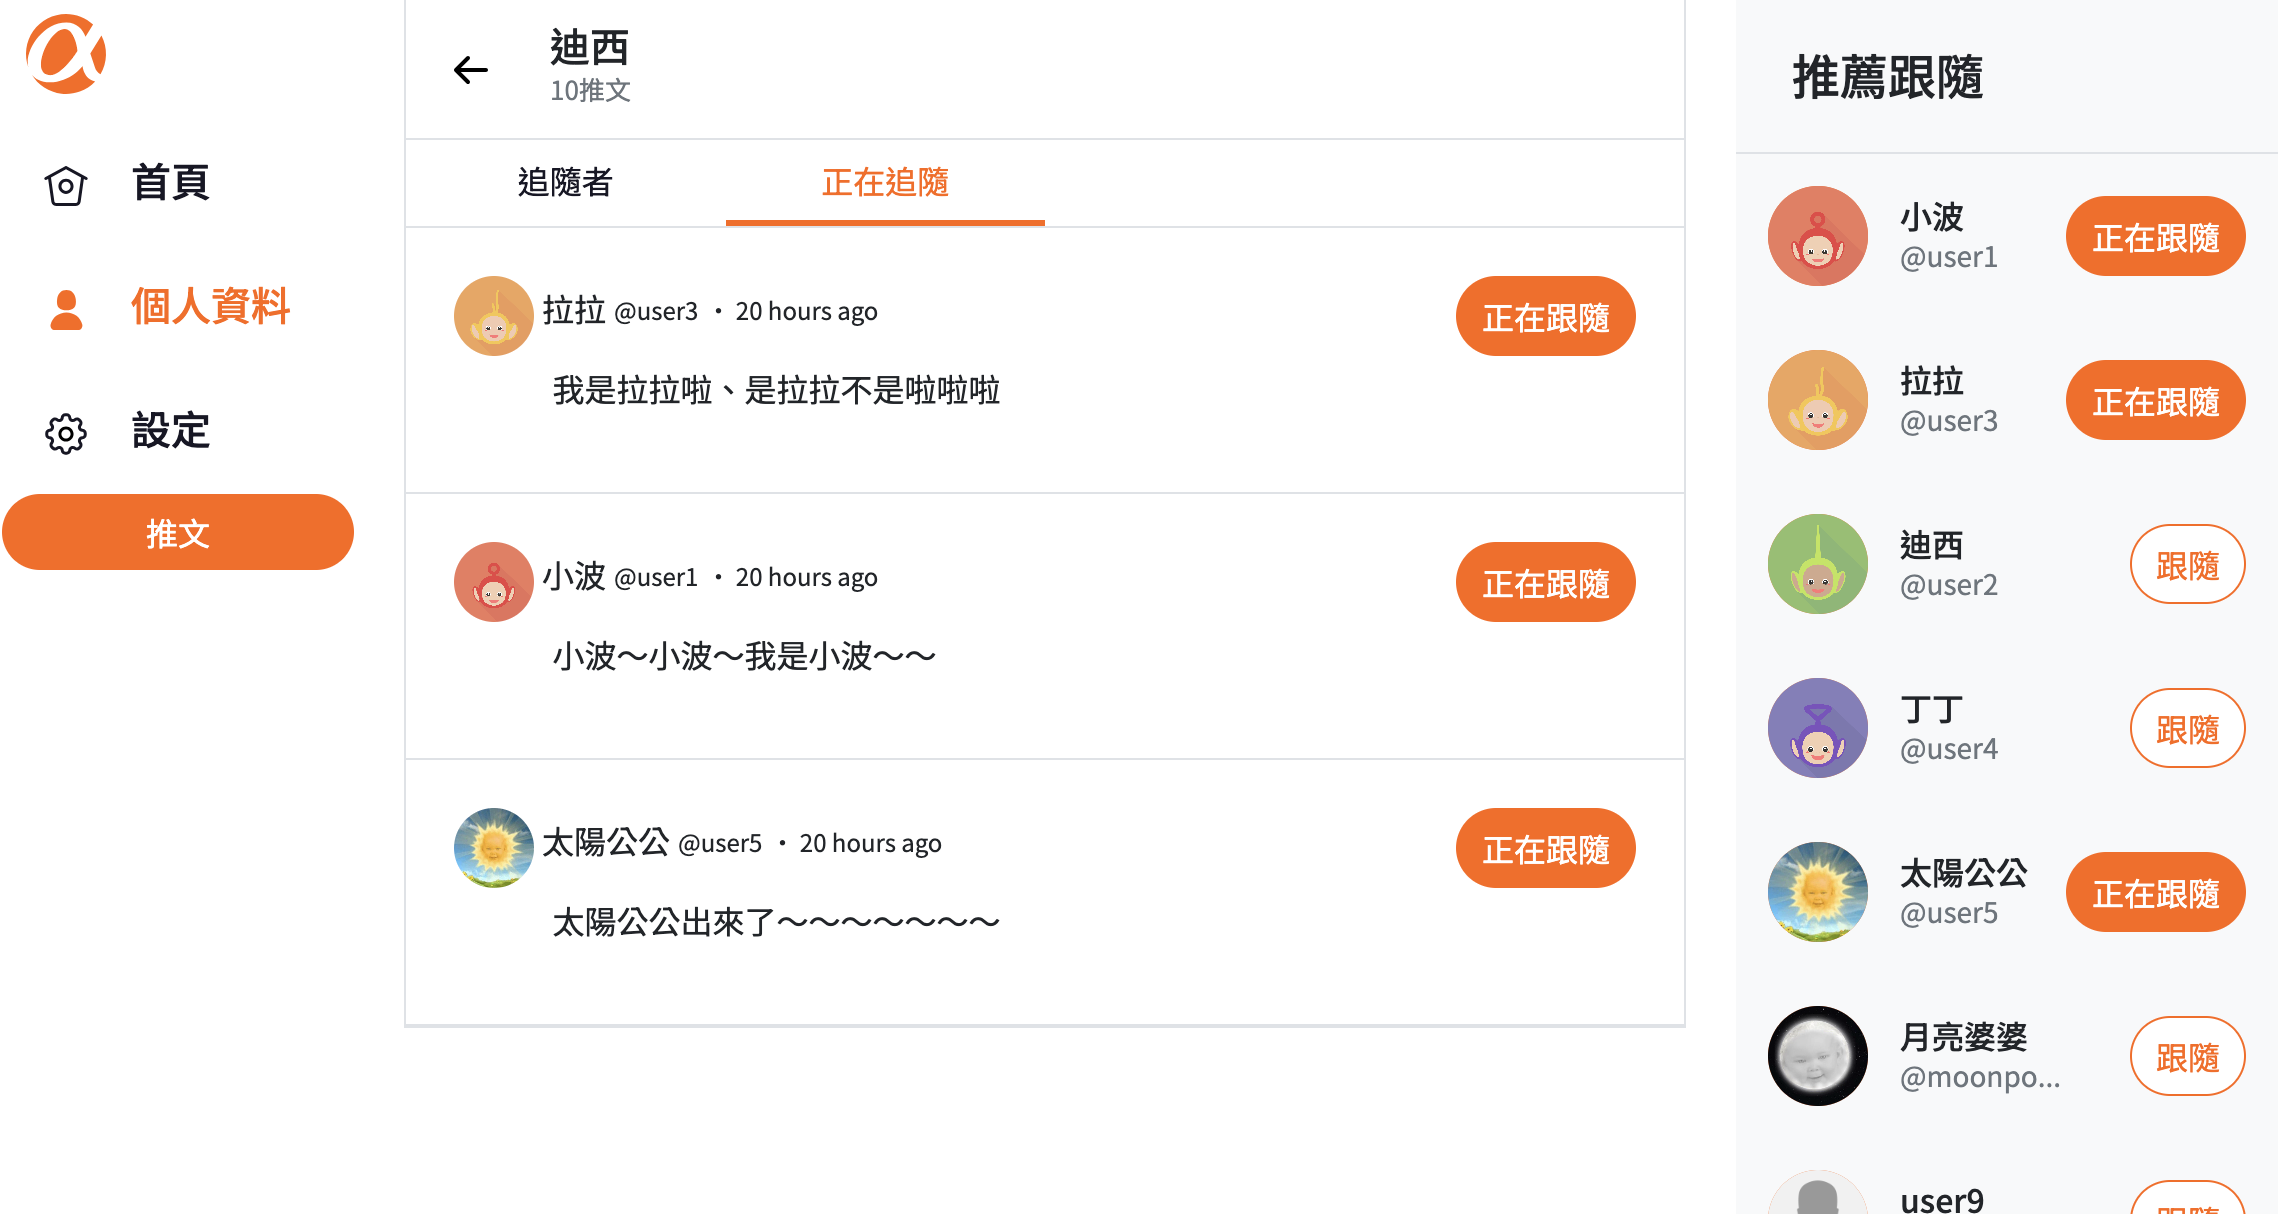 首頁
個人資料
設定
推文
迪西
10推文
追隨者
正在追隨
拉拉 @user3 ・ 20 hours ago
正在跟隨
我是拉拉啦、是拉拉不是啦啦啦
小波 @user1 ・ 20 hours ago
正在跟隨
小波～小波～我是小波～～
太陽公公 @user5 ・ 20 hours ago
正在跟隨
太陽公公出來了～～～～～～～
推薦跟隨
小波
@user1
正在跟隨
拉拉
@user3
正在跟隨
迪西
@user2
跟隨
丁丁
@user4
跟隨
太陽公公
@user5
正在跟隨
月亮婆婆
@moonpo...
跟隨
user9
跟隨